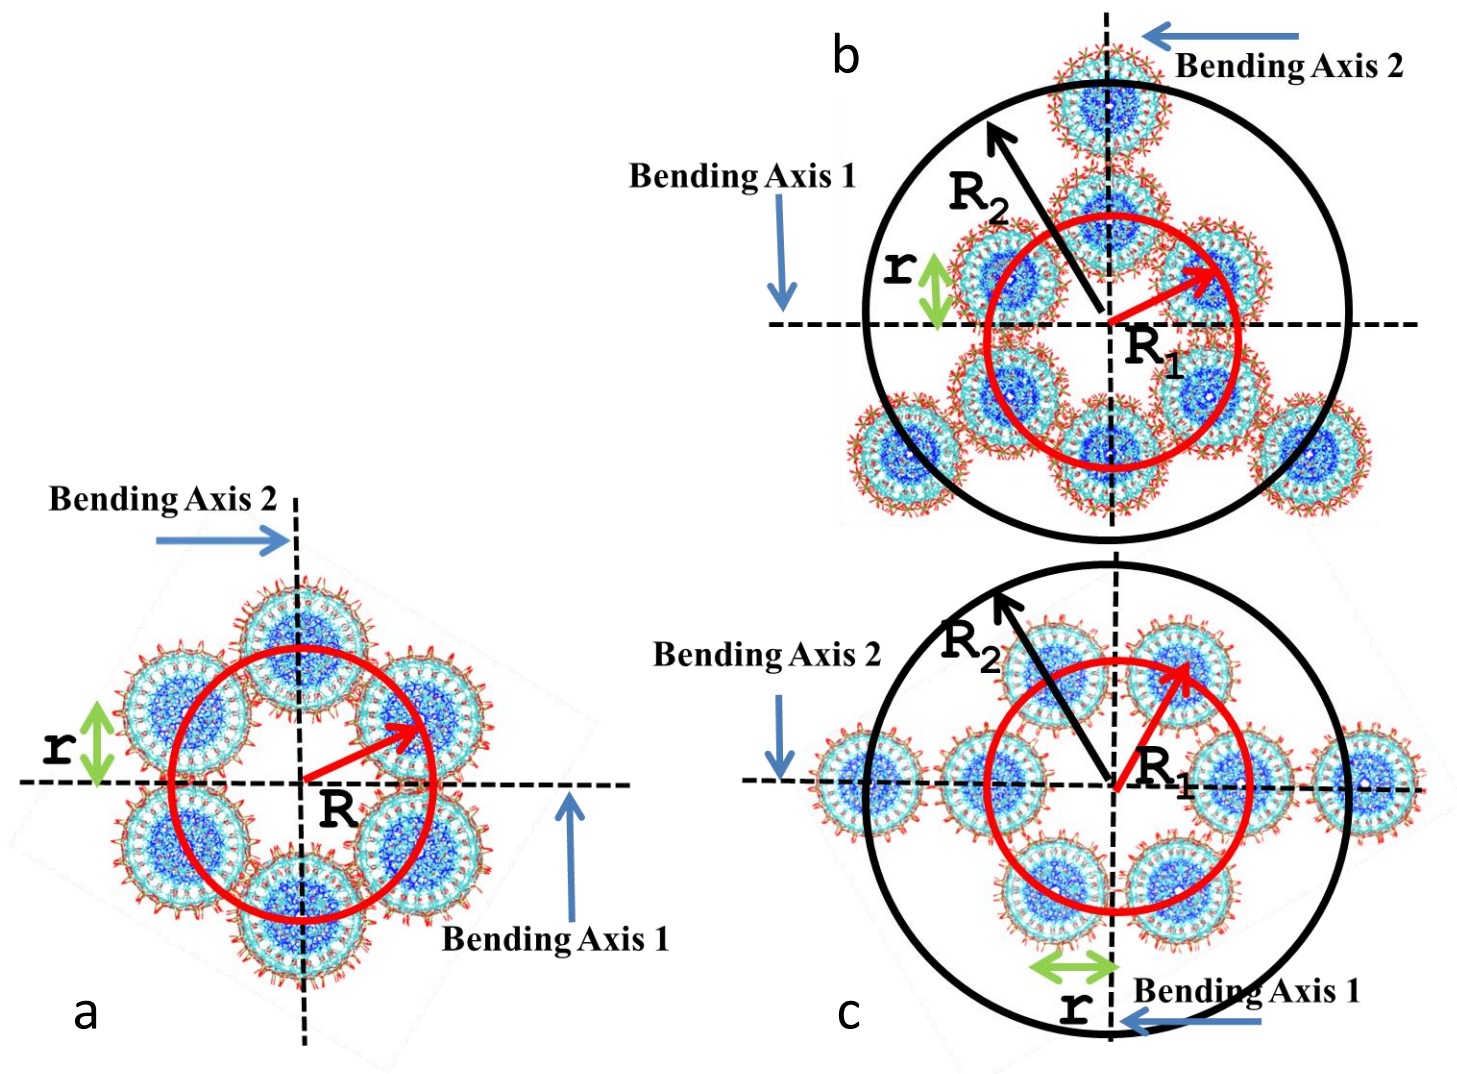 b
Bending Axis 2
Bending Axis 1
R2
r
R1
Bending Axis 2
r
R
Bending Axis 1
a
Bending Axis 2
R2
R1
r
Bending Axis 1
c